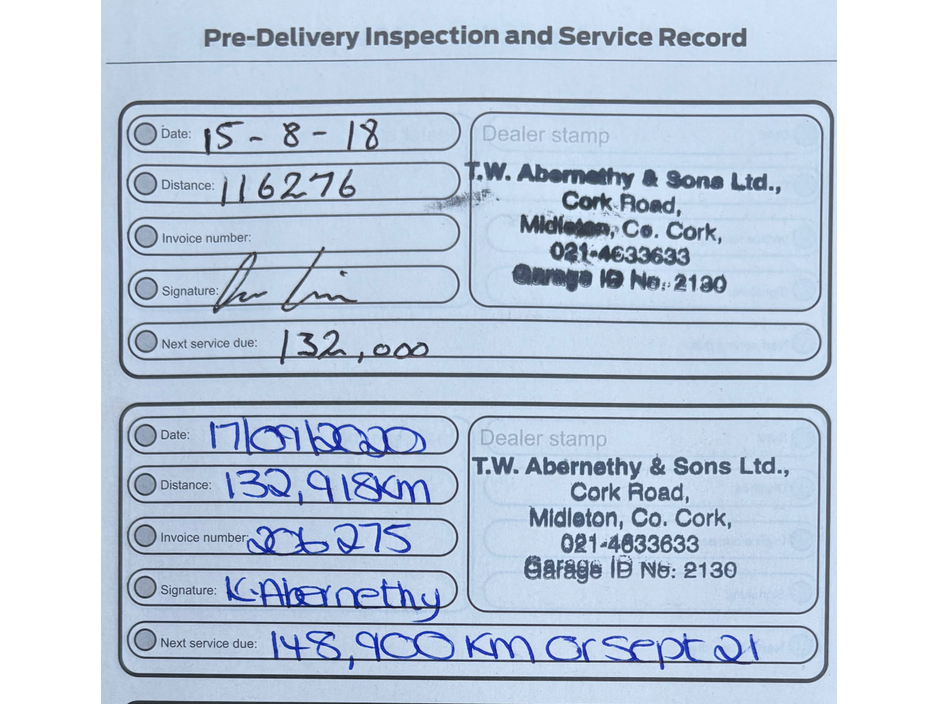 Pre-Delivery Inspection and Service Record
Date: 15-8-18
Distance: 116276
Invoice number:
Signature:
Next service due: 132,000
Dealer stamp
T.W. Abernethy & Sons Ltd.,
Cork Road,
Midleton, Co. Cork,
021-4633633
Garage ID No. 2130
Date: 17/09/2020
Distance: 132,918km
Invoice number: 206275
Signature: K.Abernethy
Next service due: 148,900 km or sept 21
Dealer stamp
T.W. Abernethy & Sons Ltd.,
Cork Road,
Midleton, Co. Cork,
021-4633633
Garage ID No: 2130